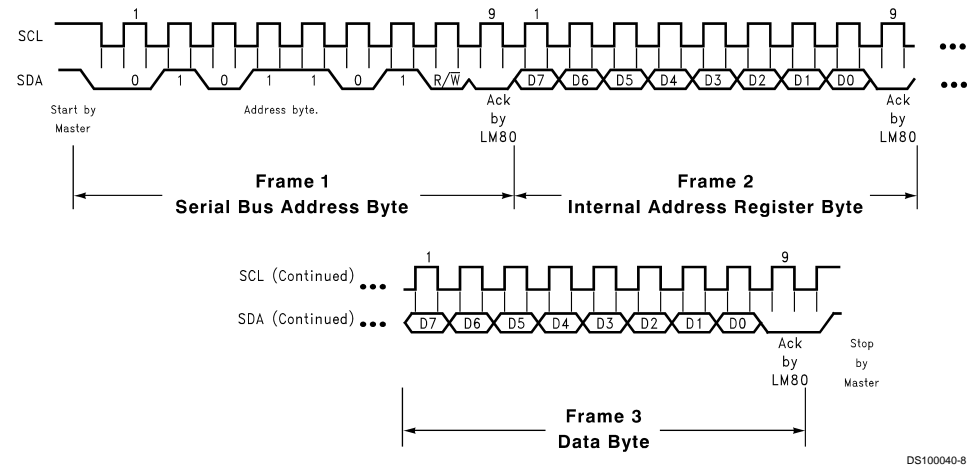 1 9 1 9
SCL
SDA 0 1 0 1 1 0 1 R/W̅ D7 D6 D5 D4 D3 D2 D1 D0
Start by
Master
Address byte.
Ack
by
LM80
Ack
by
LM80
Frame 1
Serial Bus Address Byte
Frame 2
Internal Address Register Byte
1 9
SCL (Continued)
SDA (Continued) D7 D6 D5 D4 D3 D2 D1 D0
Ack
by
LM80
Stop
by
Master
Frame 3
Data Byte
DS100040-8